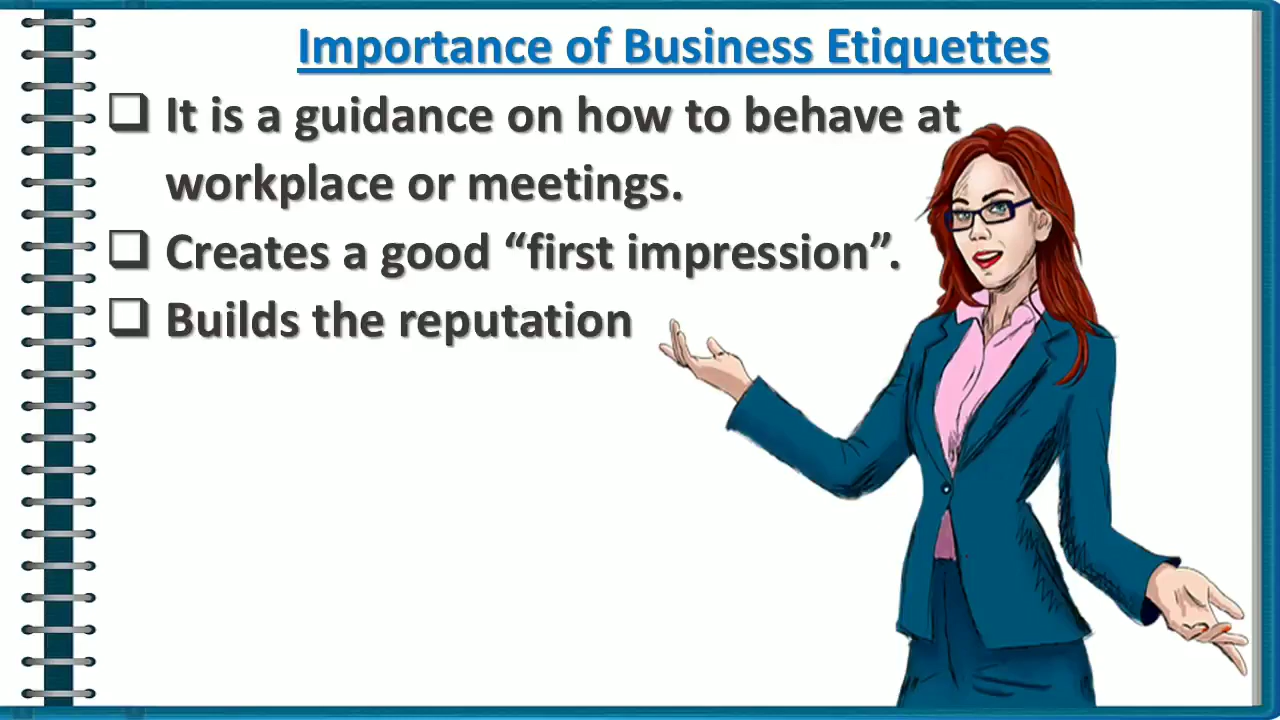 Importance of Business Etiquettes
❑ It is a guidance on how to behave at
workplace or meetings.
❑ Creates a good “first impression”.
❑ Builds the reputation